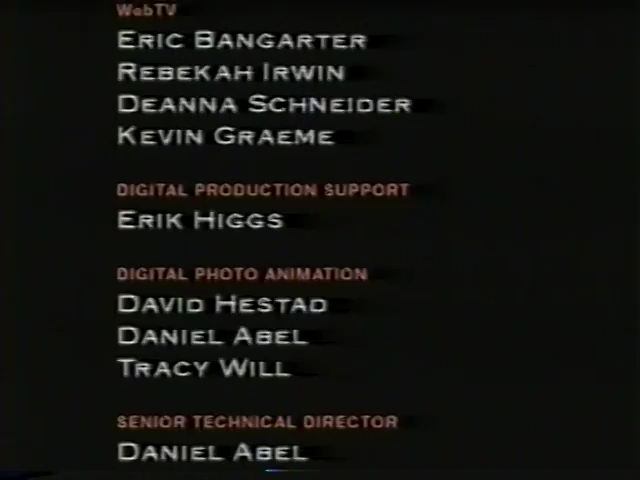 WebTV
ERIC BANGARTER
REBEKAH IRWIN
DEANNA SCHNEIDER
KEVIN GRAEME
DIGITAL PRODUCTION SUPPORT
ERIK HIGGS
DIGITAL PHOTO ANIMATION
DAVID HESTAD
DANIEL ABEL
TRACY WILL
SENIOR TECHNICAL DIRECTOR
DANIEL ABEL